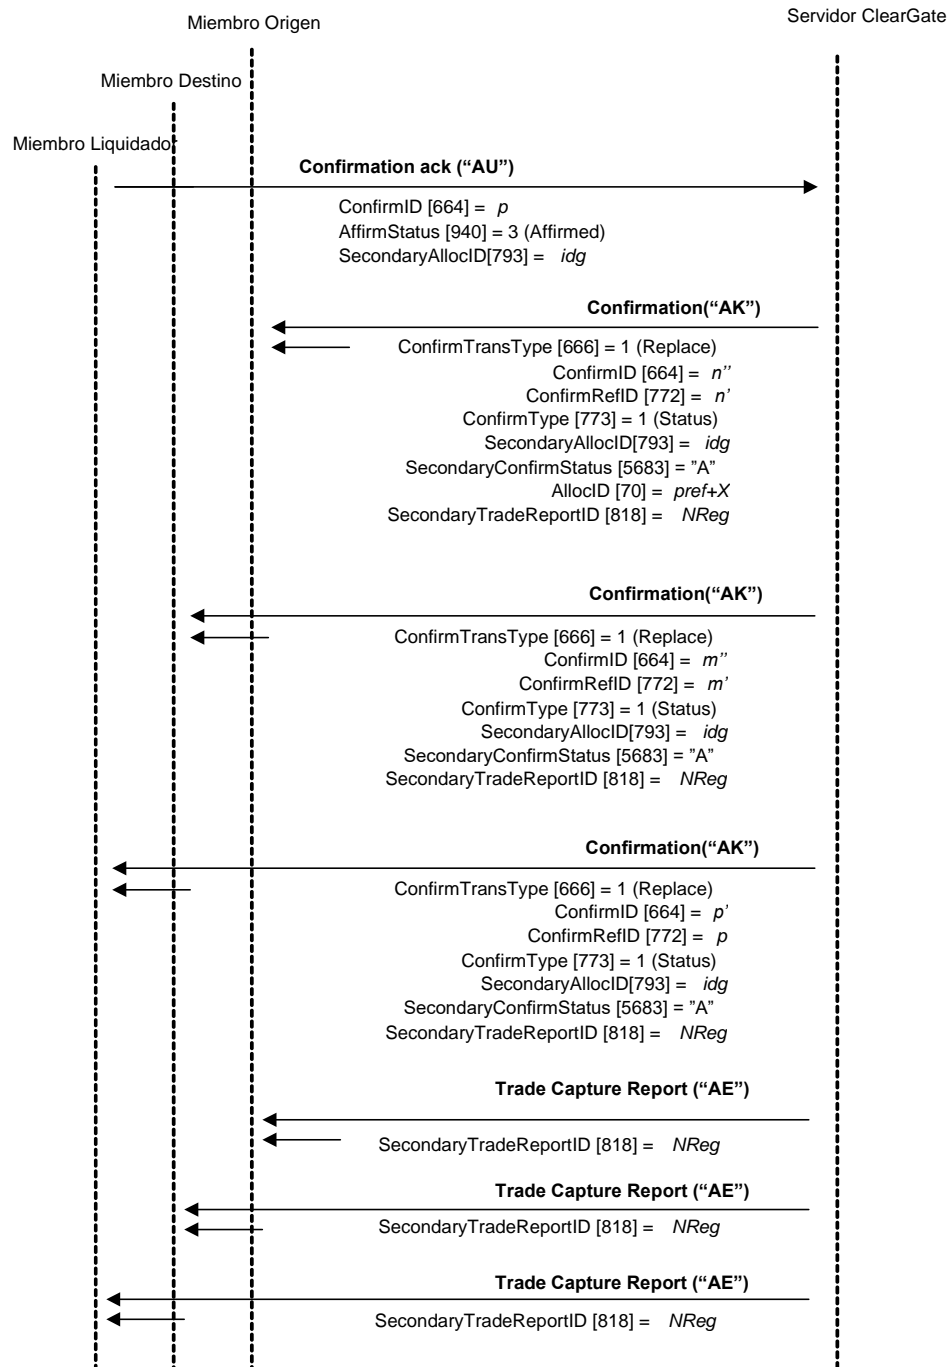 Servidor ClearGate
Miembro Origen
Miembro Destino
Miembro Liquidador
Confirmation ack (“AU”)
ConfirmID [664] = p
AffirmStatus [940] = 3 (Affirmed)
SecondaryAllocID[793] = idg
Confirmation(“AK”)
ConfirmTransType [666] = 1 (Replace)
ConfirmID [664] = n’’
ConfirmRefID [772] = n’
ConfirmType [773] = 1 (Status)
SecondaryAllocID[793] = idg
SecondaryConfirmStatus [5683] = ”A”
AllocID [70] = pref+X
SecondaryTradeReportID [818] = NReg
Confirmation(“AK”)
ConfirmTransType [666] = 1 (Replace)
ConfirmID [664] = m’’
ConfirmRefID [772] = m’
ConfirmType [773] = 1 (Status)
SecondaryAllocID[793] = idg
SecondaryConfirmStatus [5683] = ”A”
SecondaryTradeReportID [818] = NReg
Confirmation(“AK”)
ConfirmTransType [666] = 1 (Replace)
ConfirmID [664] = p’
ConfirmRefID [772] = p
ConfirmType [773] = 1 (Status)
SecondaryAllocID[793] = idg
SecondaryConfirmStatus [5683] = ”A”
SecondaryTradeReportID [818] = NReg
Trade Capture Report (“AE”)
SecondaryTradeReportID [818] = NReg
Trade Capture Report (“AE”)
SecondaryTradeReportID [818] = NReg
Trade Capture Report (“AE”)
SecondaryTradeReportID [818] = NReg